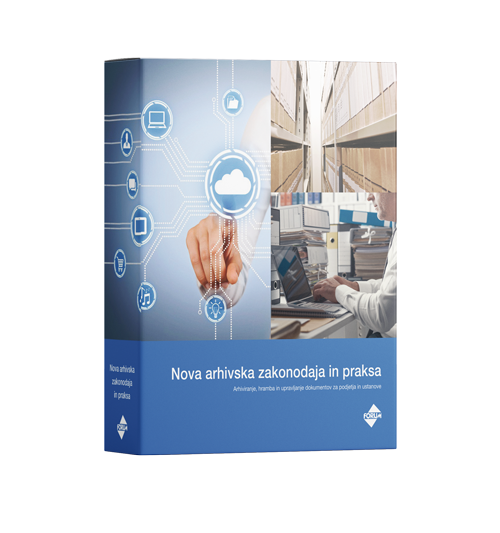 Nova arhivska zakonodaja in praksa
Arhiviranje, hramba in upravljanje dokumentov za podjetja in ustanove
FORUM
Nova arhivska
zakonodaja
in praksa
FORUM